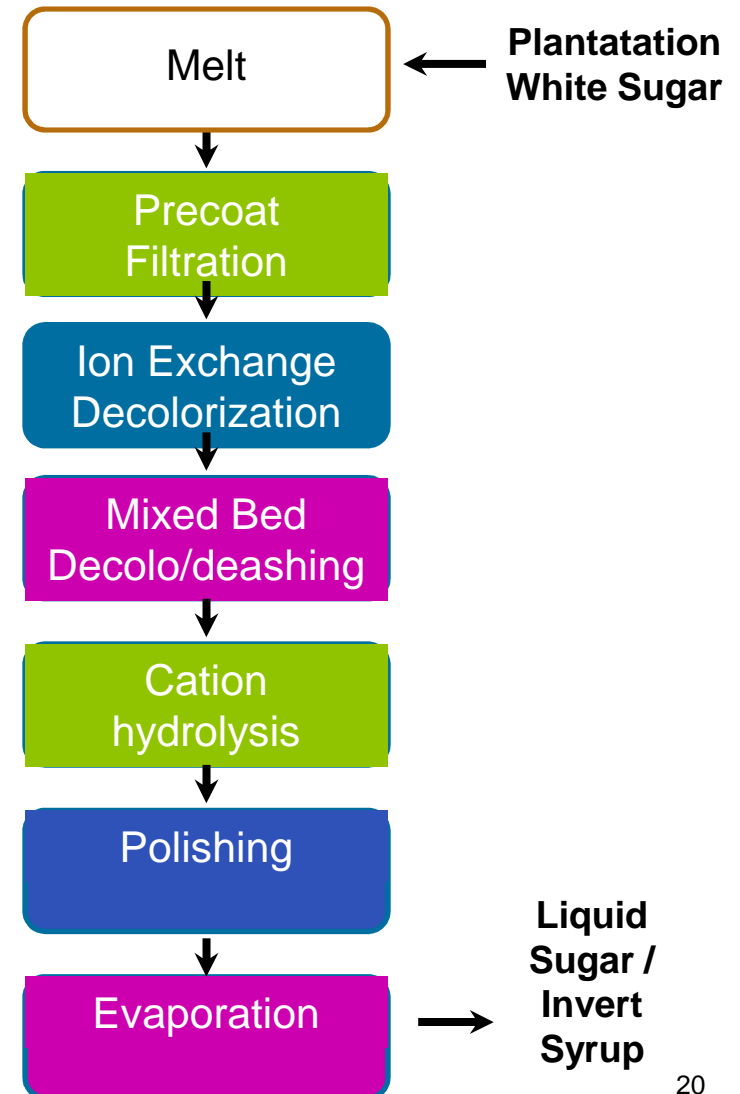 Melt
Plantatation
White Sugar
Precoat
Filtration
Ion Exchange
Decolorization
Mixed Bed
Decolo/deashing
Cation
hydrolysis
Polishing
Evaporation
Liquid
Sugar /
Invert
Syrup
20